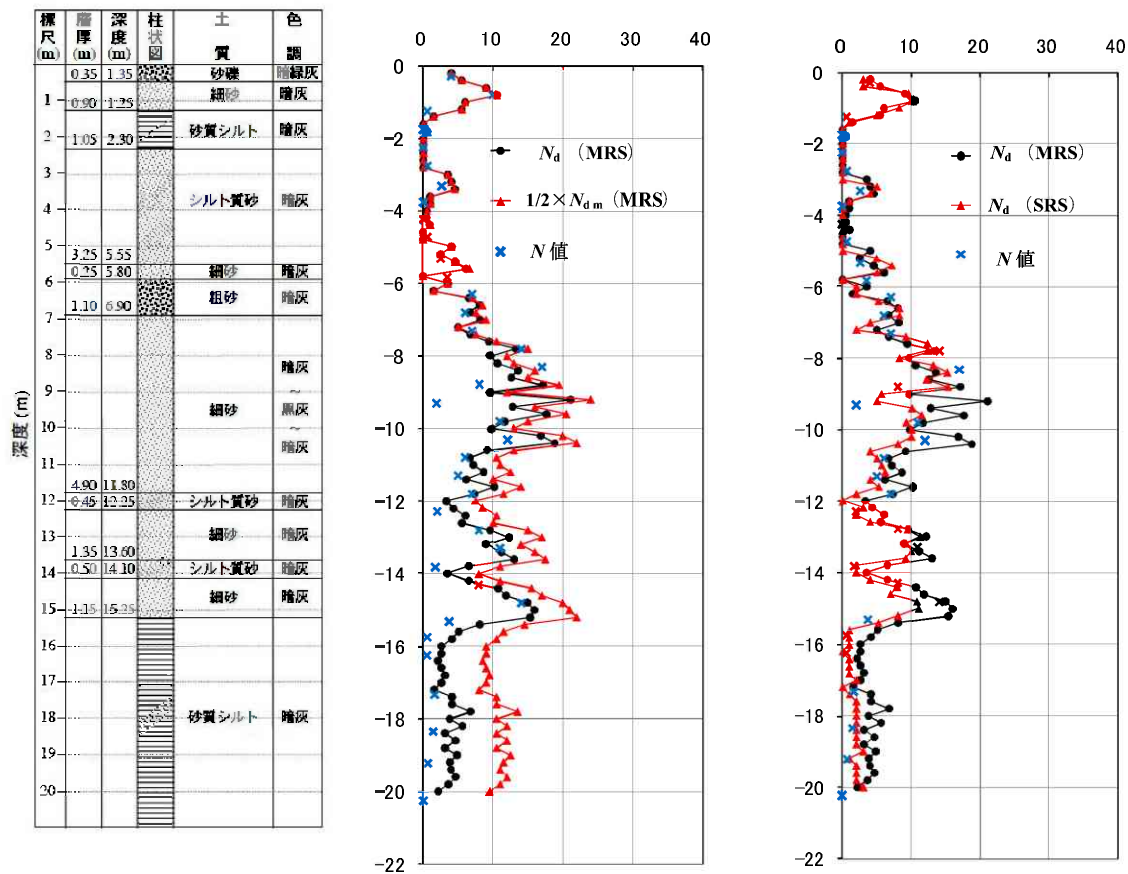 標尺(m) 層厚(m) 深度(m) 柱状図 土質 色調
0.35 1.35 砂礫 暗緑灰
1 0.90 1.25 細砂 暗灰
2 1.05 2.30 砂質シルト 暗灰
3
4 シルト質砂 暗灰
5 3.25 5.55
0.25 5.80 細砂 暗灰
6 1.10 6.90 粗砂 暗灰
7
8 暗灰
9 ~
細砂 黒灰
10 ~
暗灰
11 4.90 11.80
12 0.45 12.25 シルト質砂 暗灰
13 1.35 13.60 細砂 暗灰
14 0.50 14.10 シルト質砂 暗灰
15 1.15 15.25 細砂 暗灰
16
17
18 砂質シルト 暗灰
19
20
深度(m)
0 10 20 30 40
0
-2
-4
-6
-8
-10
-12
-14
-16
-18
-20
-22
Nd (MRS)
1/2×Ndm (MRS)
N値
0 10 20 30 40
0
-2
-4
-6
-8
-10
-12
-14
-16
-18
-20
-22
Nd (MRS)
Nd (SRS)
N値